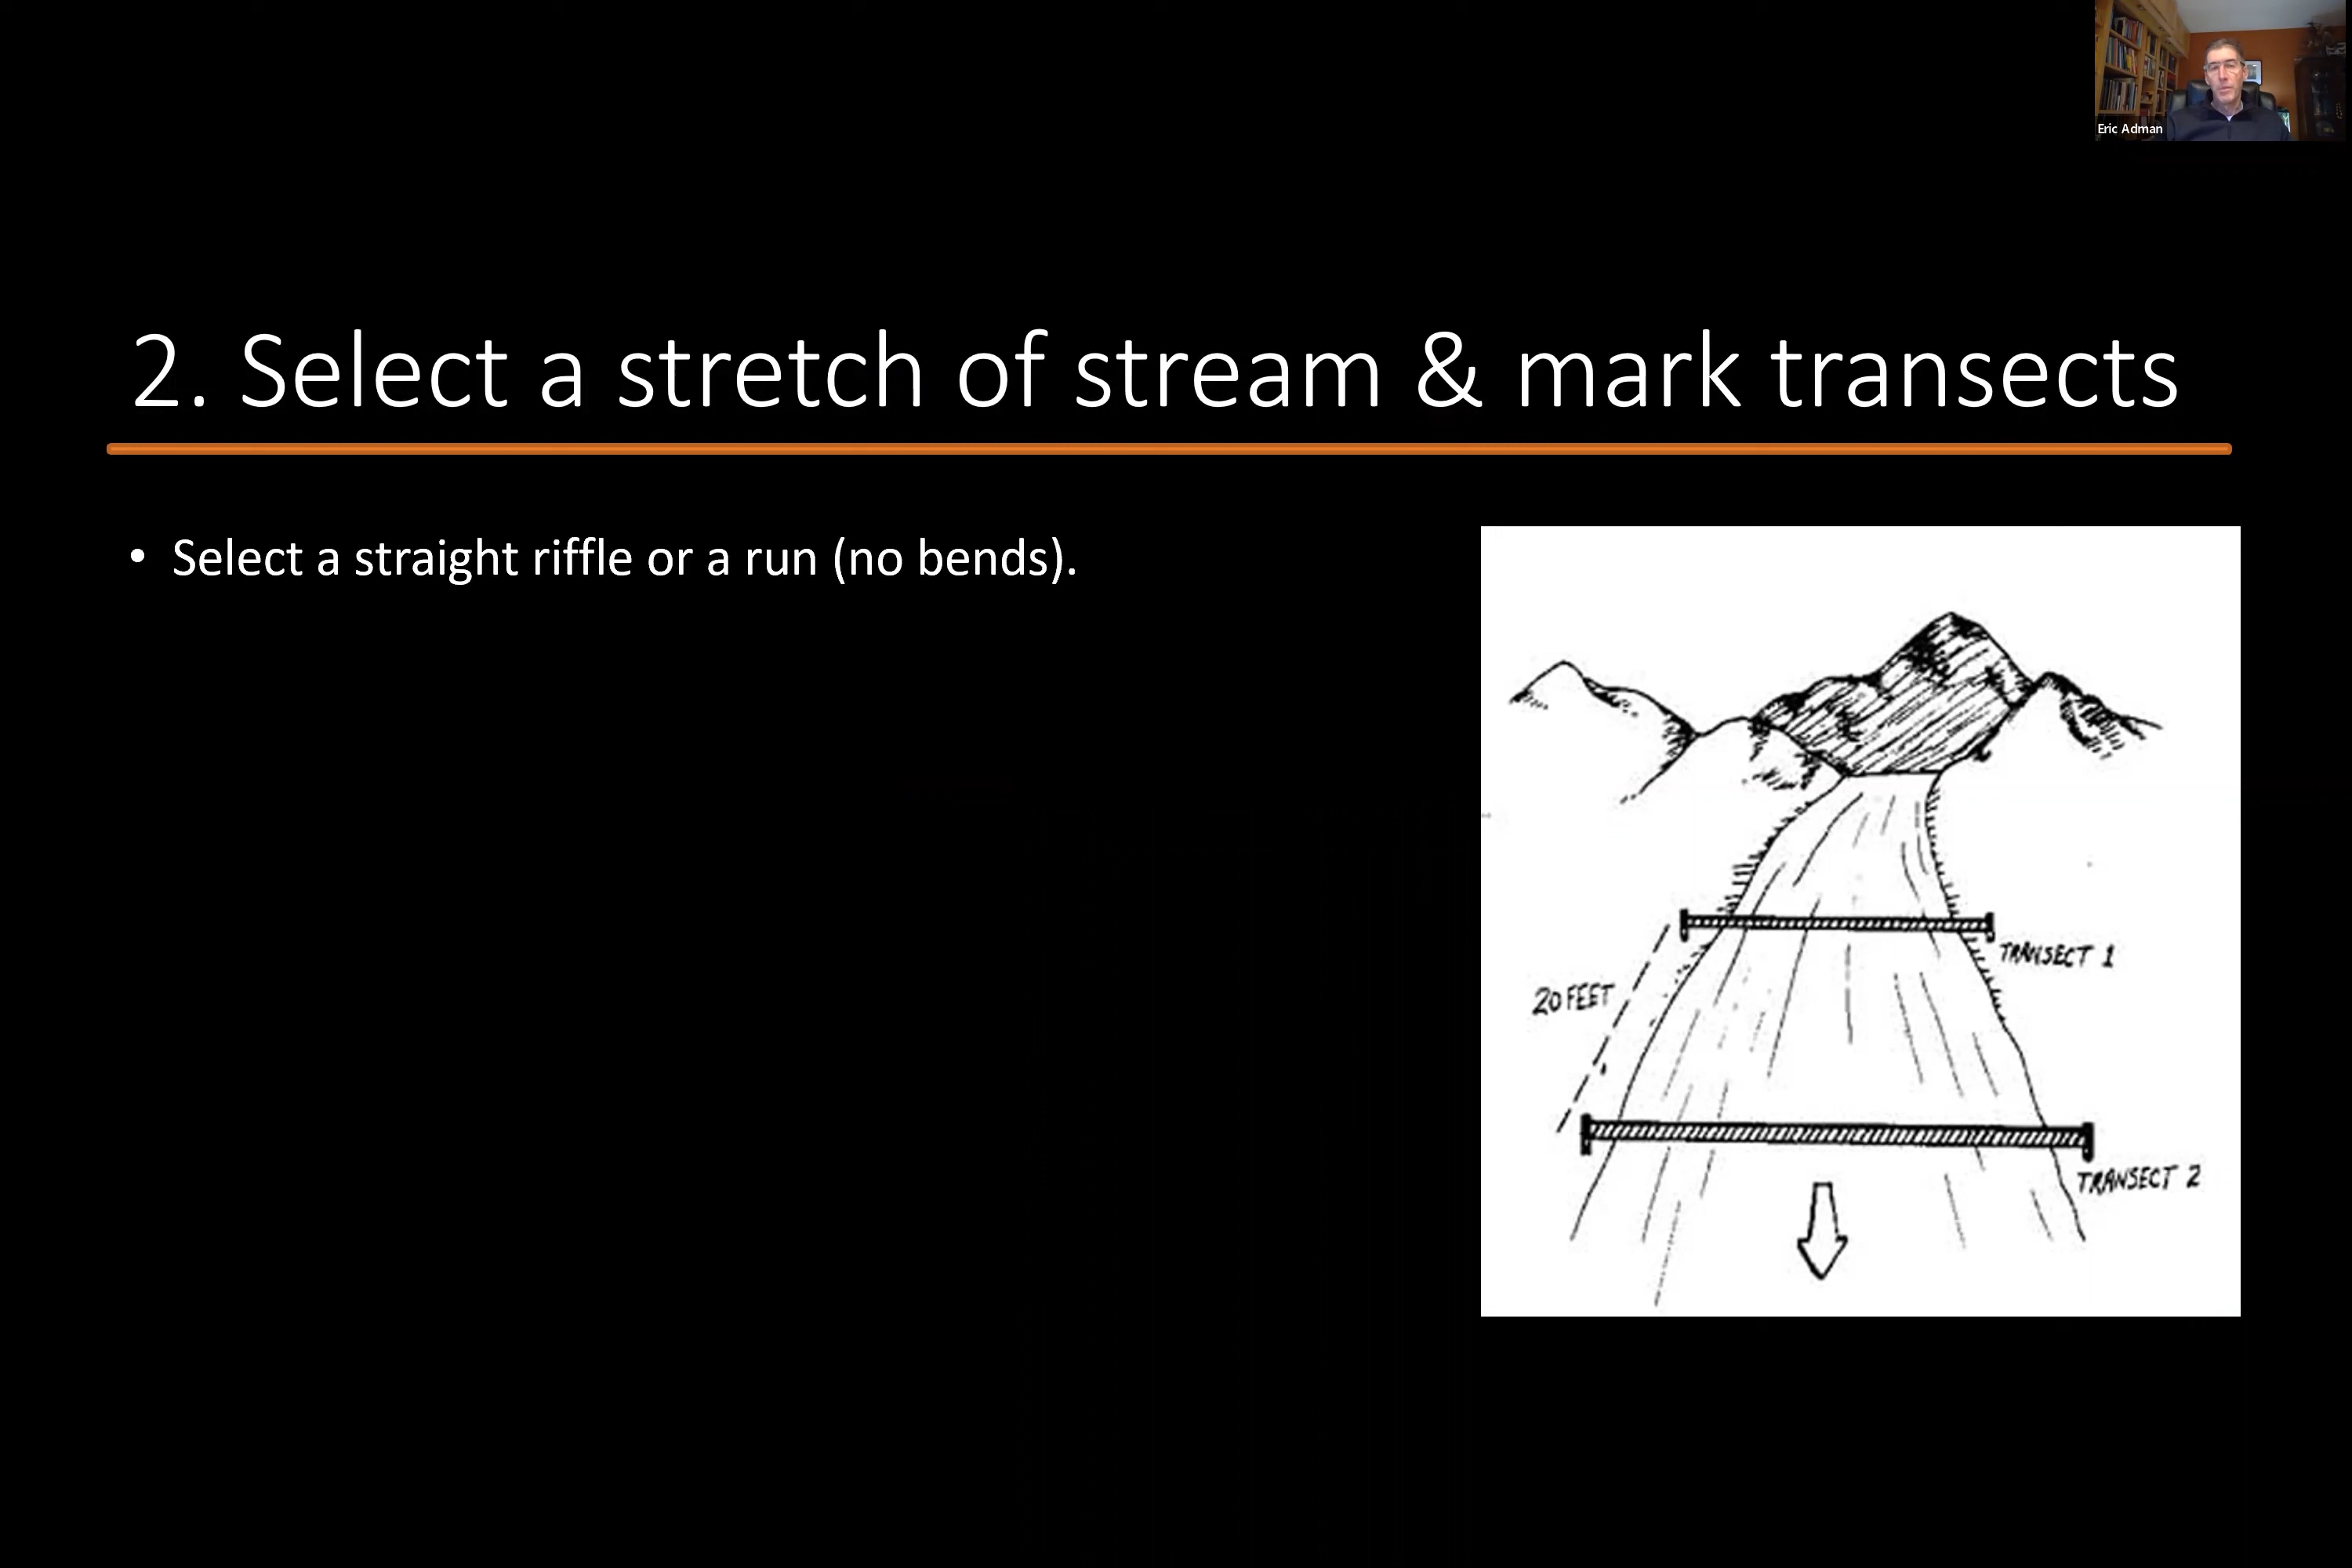 Eric Adman
2. Select a stretch of stream & mark transects
• Select a straight riffle or a run (no bends).
TRANSECT 1
20 FEET
TRANSECT 2